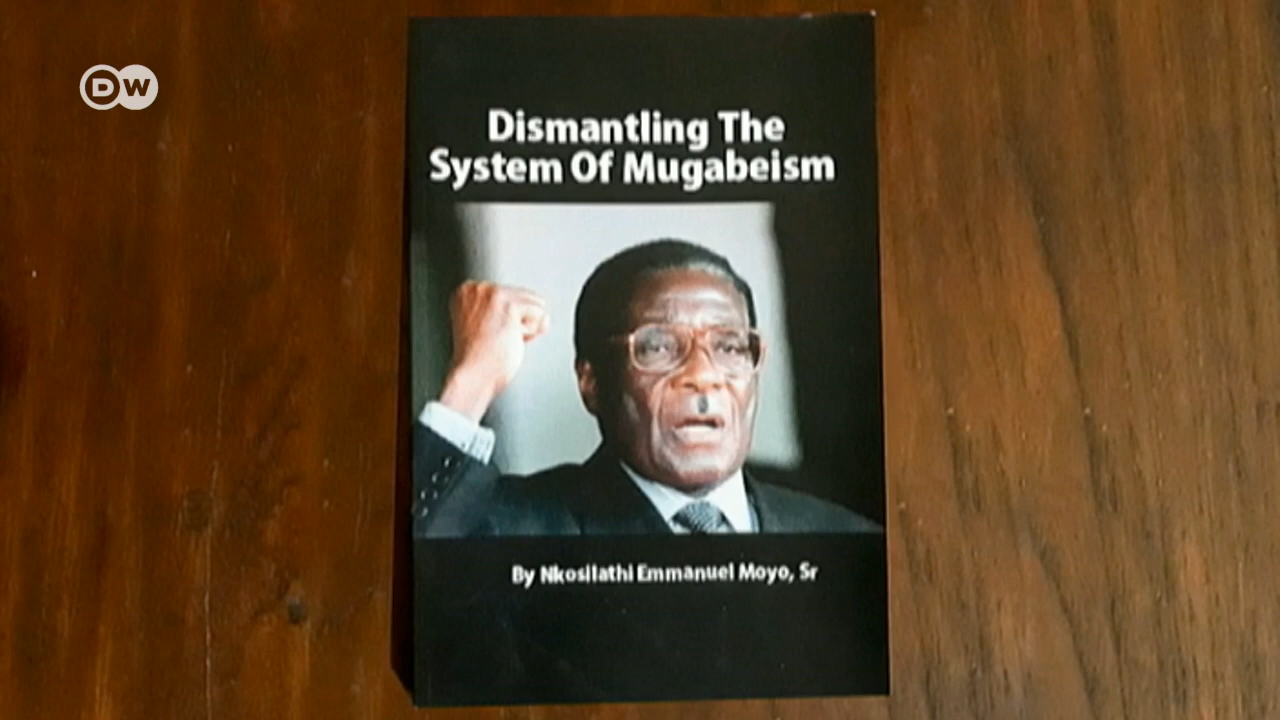 DW
Dismantling The
System Of Mugabeism
By Nkosilathi Emmanuel Moyo, Sr